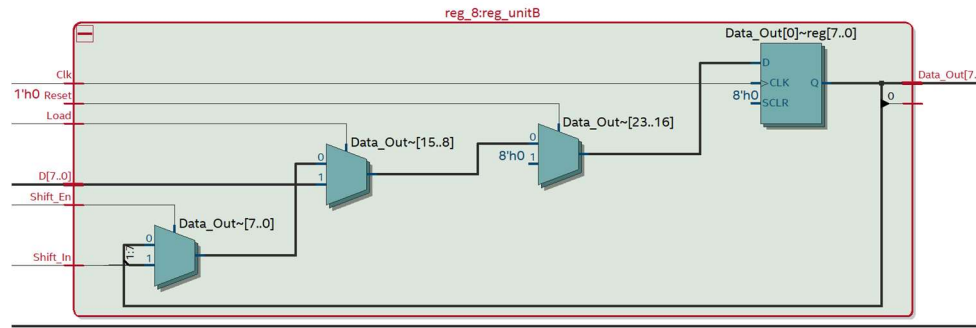 reg_8:reg_unitB
Data_Out[0]~reg[7..0]
D
Clk
>CLK
Q
Data_Out[7..
1'h0 Reset
8'h0
SCLR
0
Load
Data_Out~[23..16]
Data_Out~[15..8]
0
8'h0
1
0
D[7..0]
1
Shift_En
Data_Out~[7..0]
0
1:7
Shift_In
1